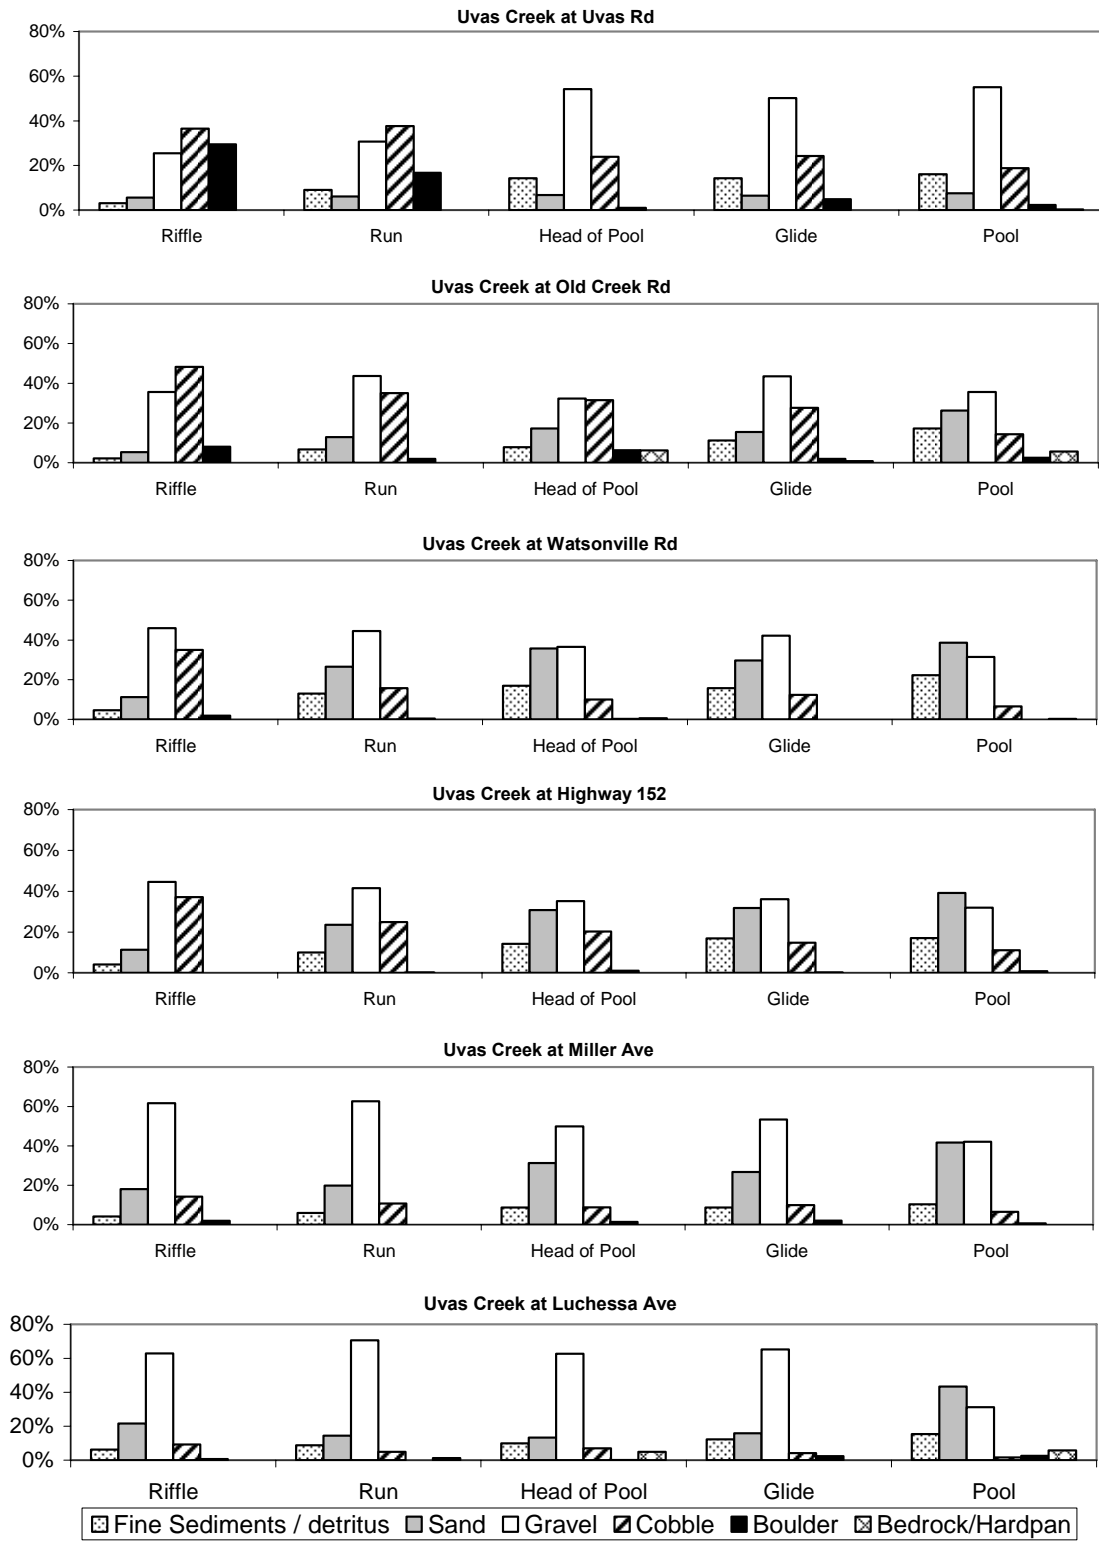 Uvas Creek at Uvas Rd
80%
60%
40%
20%
0%
Riffle Run Head of Pool Glide Pool
Uvas Creek at Old Creek Rd
80%
60%
40%
20%
0%
Riffle Run Head of Pool Glide Pool
Uvas Creek at Watsonville Rd
80%
60%
40%
20%
0%
Riffle Run Head of Pool Glide Pool
Uvas Creek at Highway 152
80%
60%
40%
20%
0%
Riffle Run Head of Pool Glide Pool
Uvas Creek at Miller Ave
80%
60%
40%
20%
0%
Riffle Run Head of Pool Glide Pool
Uvas Creek at Luchessa Ave
80%
60%
40%
20%
0%
Riffle Run Head of Pool Glide Pool
Fine Sediments / detritus Sand Gravel Cobble Boulder Bedrock/Hardpan